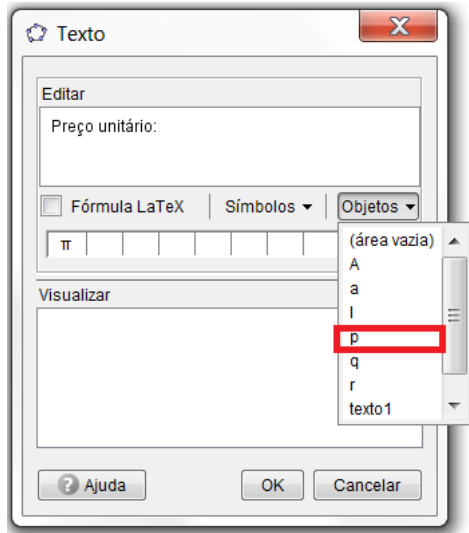 Texto
Editar
Preço unitário:
Fórmula LaTeX Símbolos Objetos
π
(área vazia)
A
a
l
p
q
r
texto1
Visualizar
Ajuda OK Cancelar